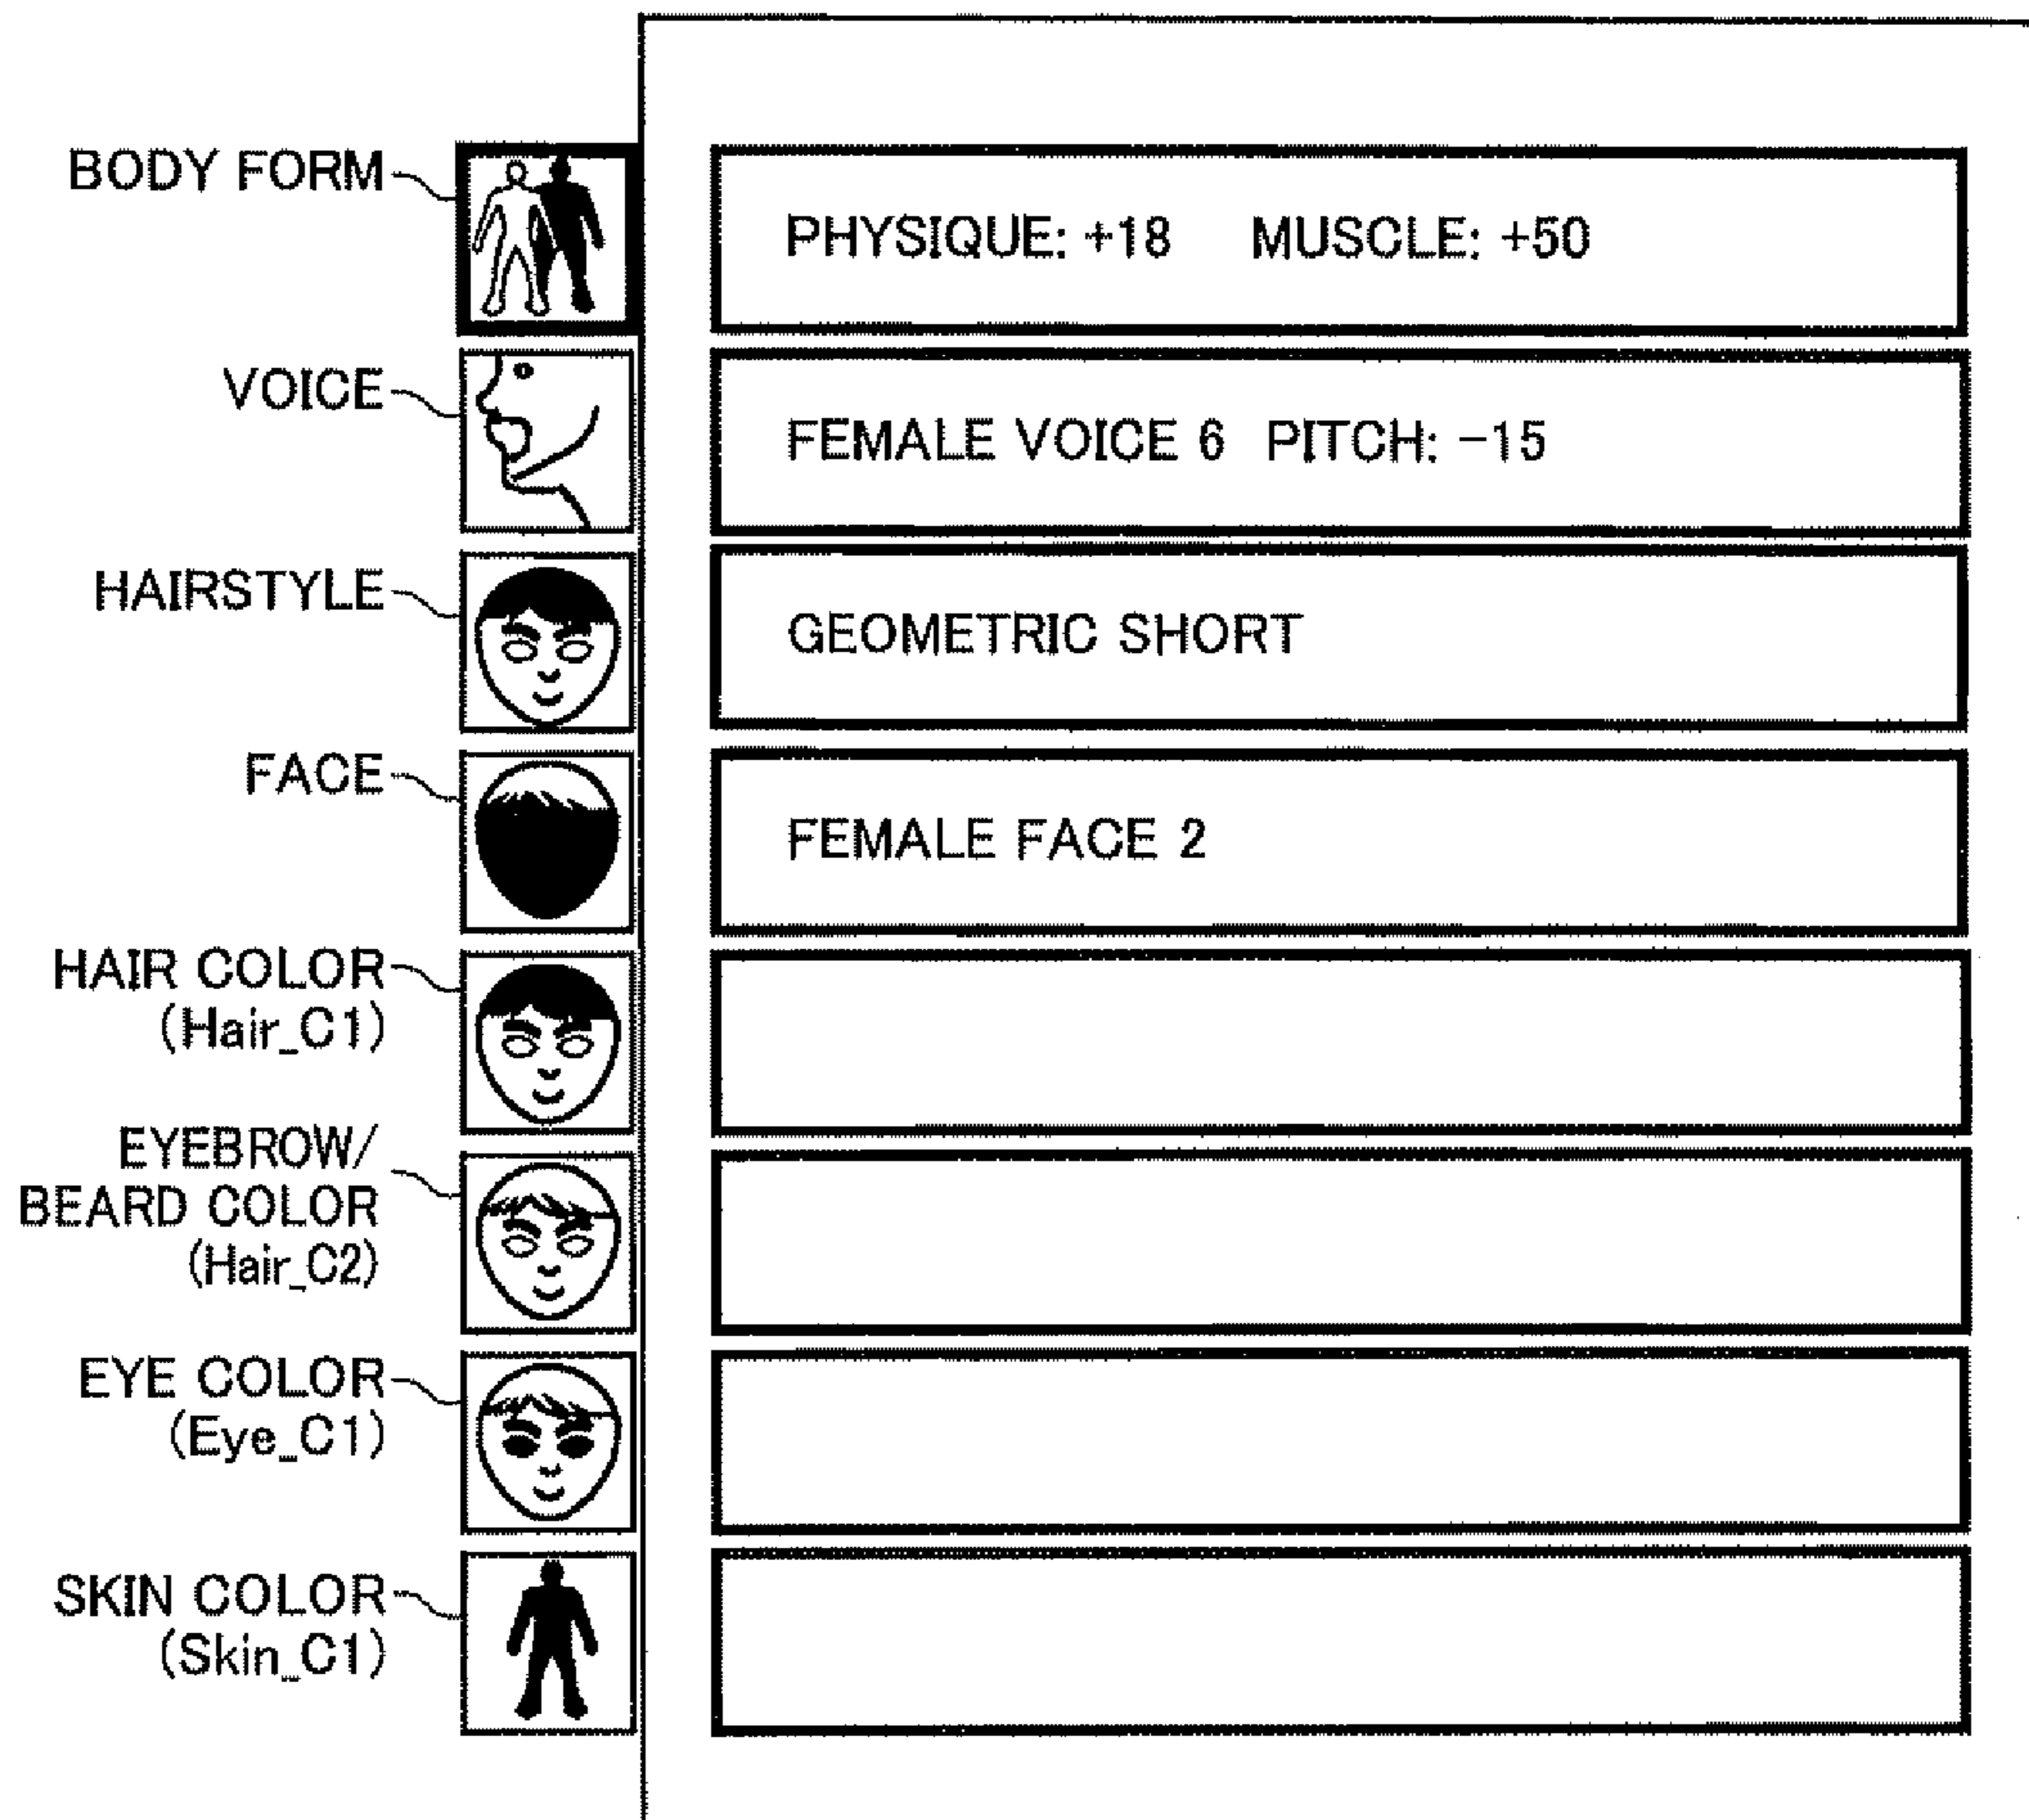 BODY FORM
PHYSIQUE: +18 MUSCLE: +50
VOICE
FEMALE VOICE 6 PITCH: -15
HAIRSTYLE
GEOMETRIC SHORT
FACE
FEMALE FACE 2
HAIR COLOR
(Hair_C1)
EYEBROW/
BEARD COLOR
(Hair_C2)
EYE COLOR
(Eye_C1)
SKIN COLOR
(Skin_C1)